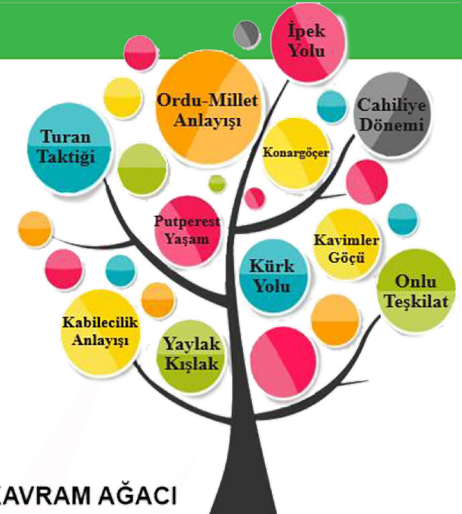 İpek
Yolu
Ordu-Millet
Anlayışı
Cahiliye
Dönemi
Turan
Taktiği
Konargöçer
Putperest
Yaşam
Kavimler
Göçü
Kürk
Yolu
Onlu
Teşkilat
Kabilecilik
Anlayışı
Yaylak
Kışlak
KAVRAM AĞACI